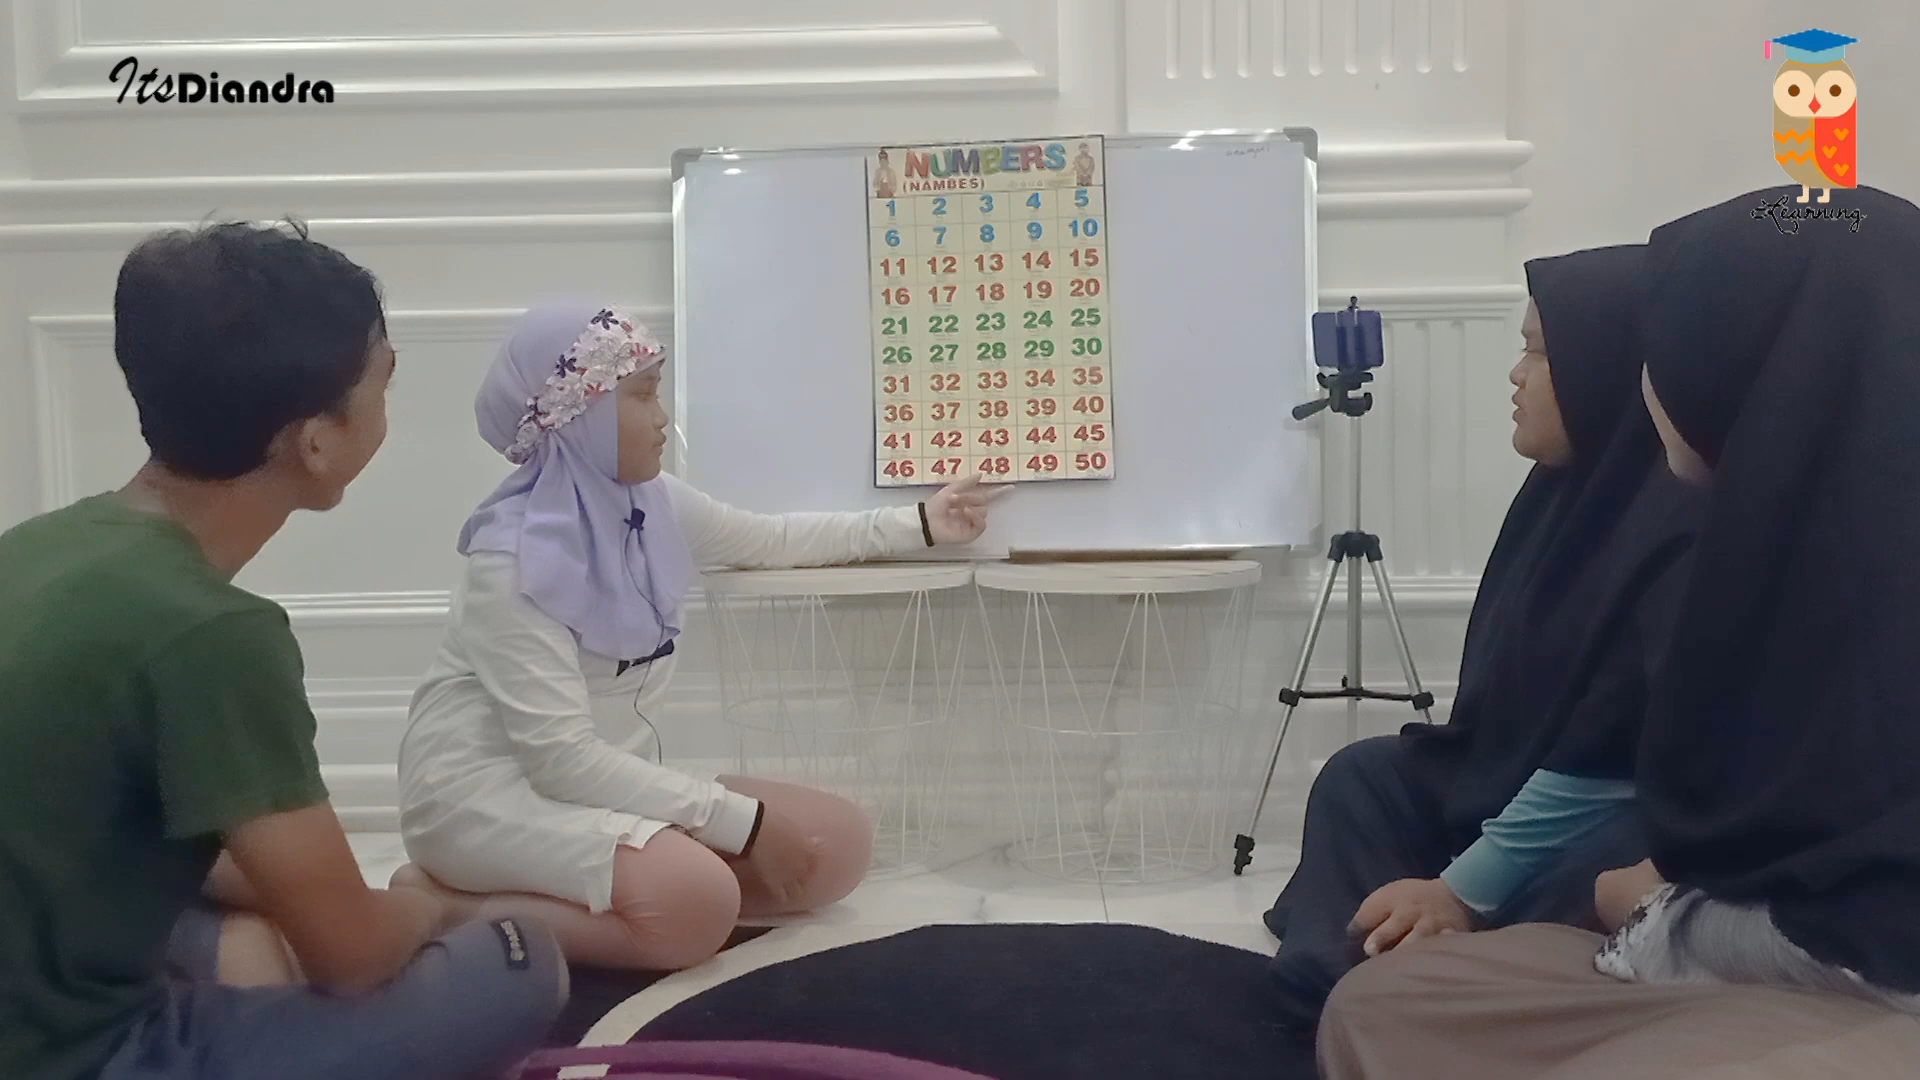 ItsDiandra
NUMBERS
(NAMBES)
1 2 3 4 5
6 7 8 9 10
11 12 13 14 15
16 17 18 19 20
21 22 23 24 25
26 27 28 29 30
31 32 33 34 35
36 37 38 39 40
41 42 43 44 45
46 47 48 49 50
Learning